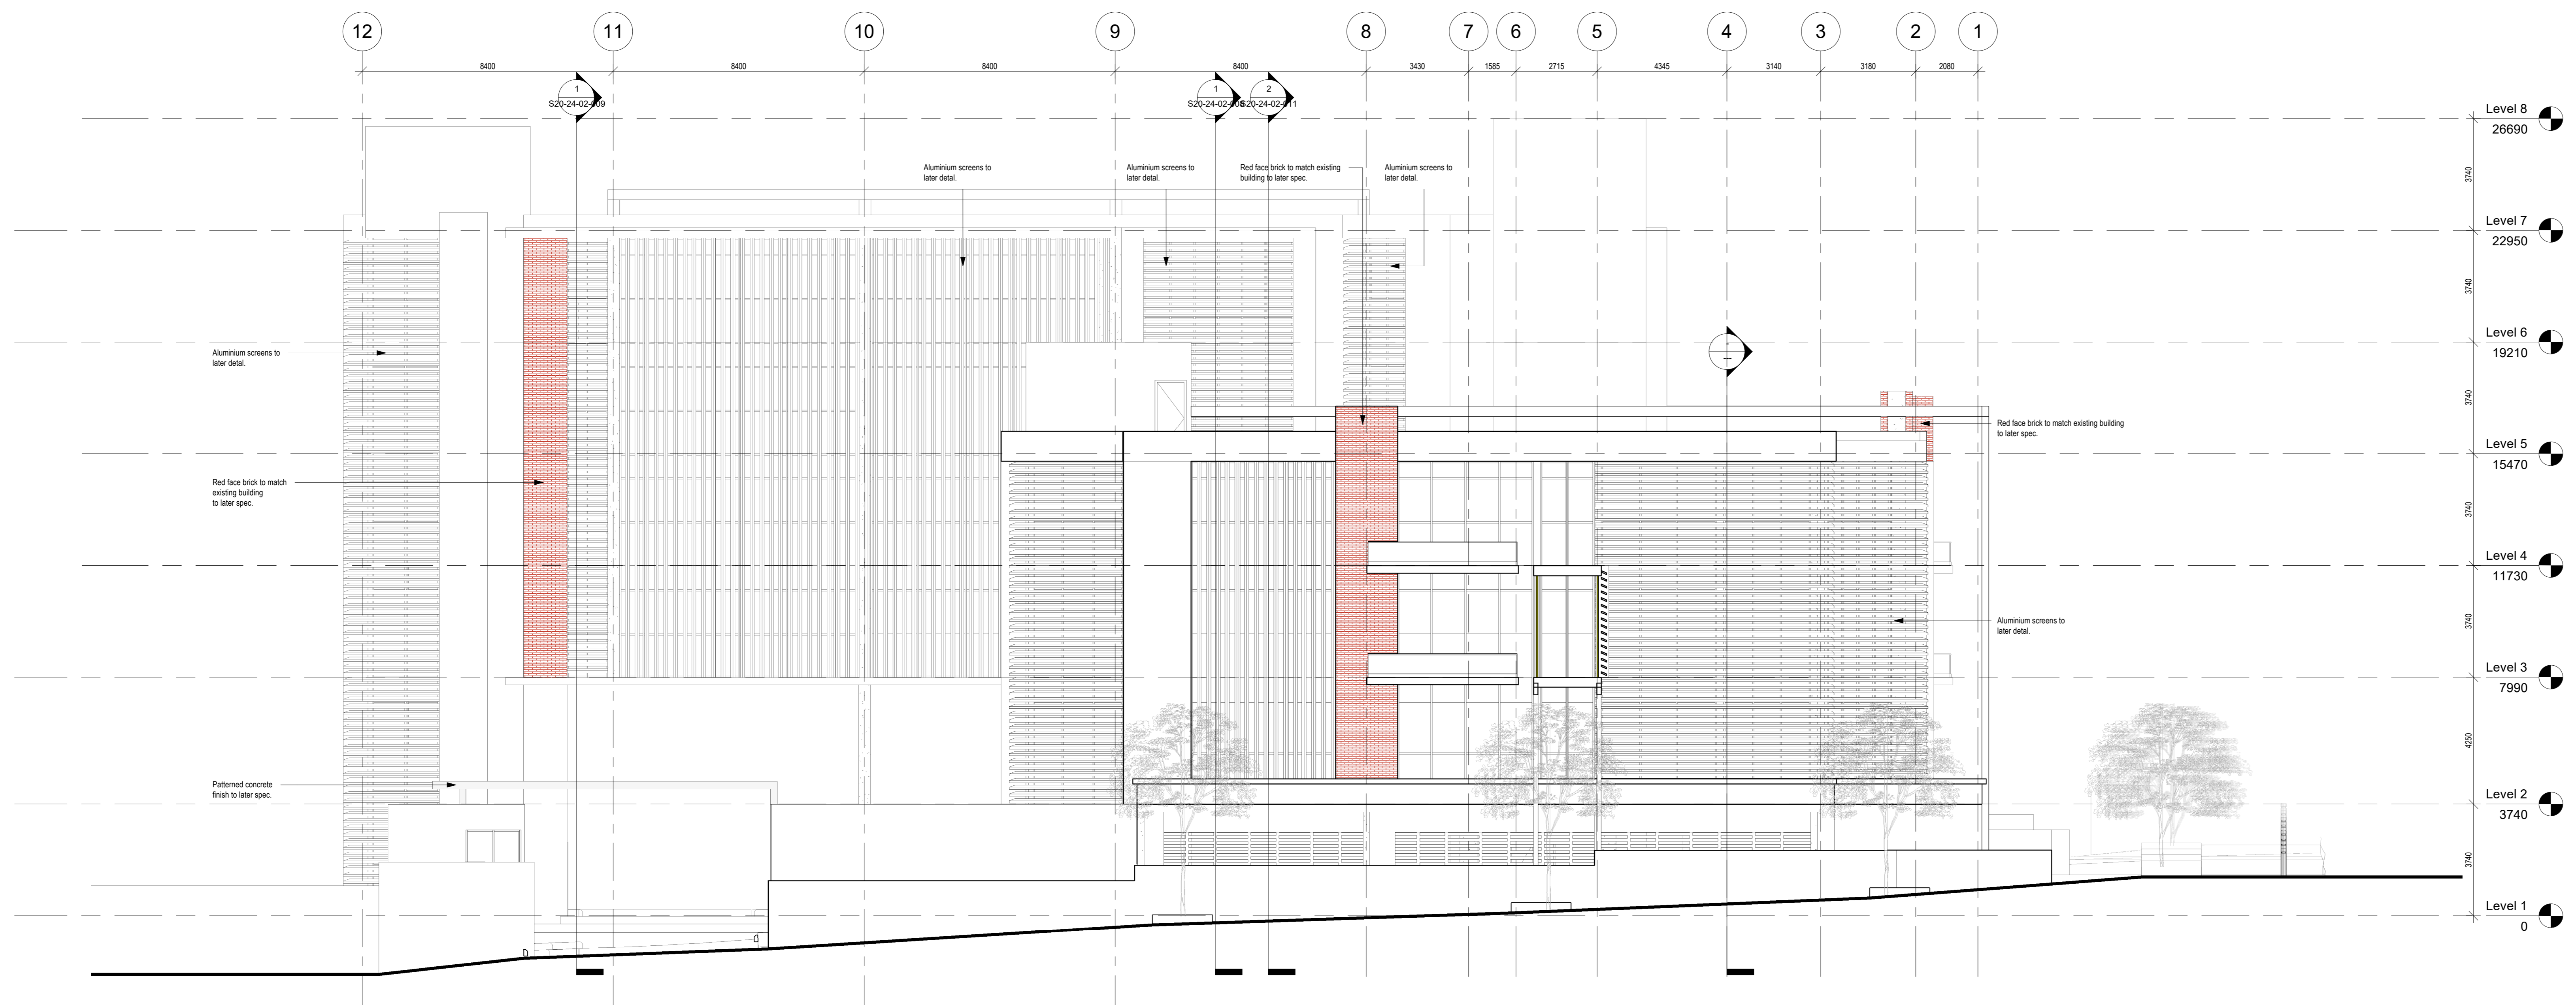 12
11
10
9
8
7
6
5
4
3
2
1
8400
8400
8400
8400
3430
1585
2715
4345
3140
3180
2080
1
S20-24-02-009
1
2
S20-24-02-011
Level 8
26690
3740
Aluminium screens to
later detal.
Aluminium screens to
later detal.
Red face brick to match existing
building to later spec.
Aluminium screens to
later detal.
Level 7
22950
3740
Level 6
19210
Aluminium screens to
later detal.
---
3740
Red face brick to match existing building
to later spec.
Level 5
15470
Red face brick to match
existing building
to later spec.
3740
Level 4
11730
3740
Aluminium screens to
later detal.
Level 3
7990
4250
Patterned concrete
finish to later spec.
Level 2
3740
3740
Level 1
0